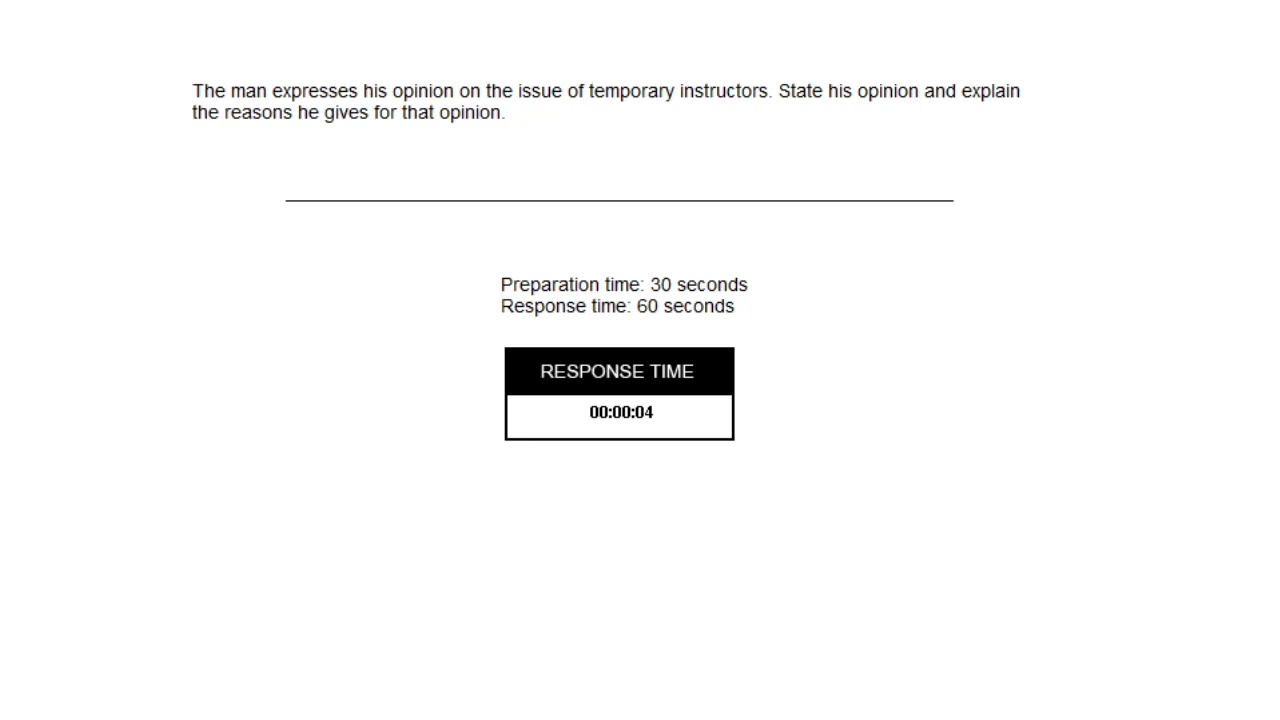 The man expresses his opinion on the issue of temporary instructors. State his opinion and explain
the reasons he gives for that opinion.
Preparation time: 30 seconds
Response time: 60 seconds
RESPONSE TIME
00:00:04